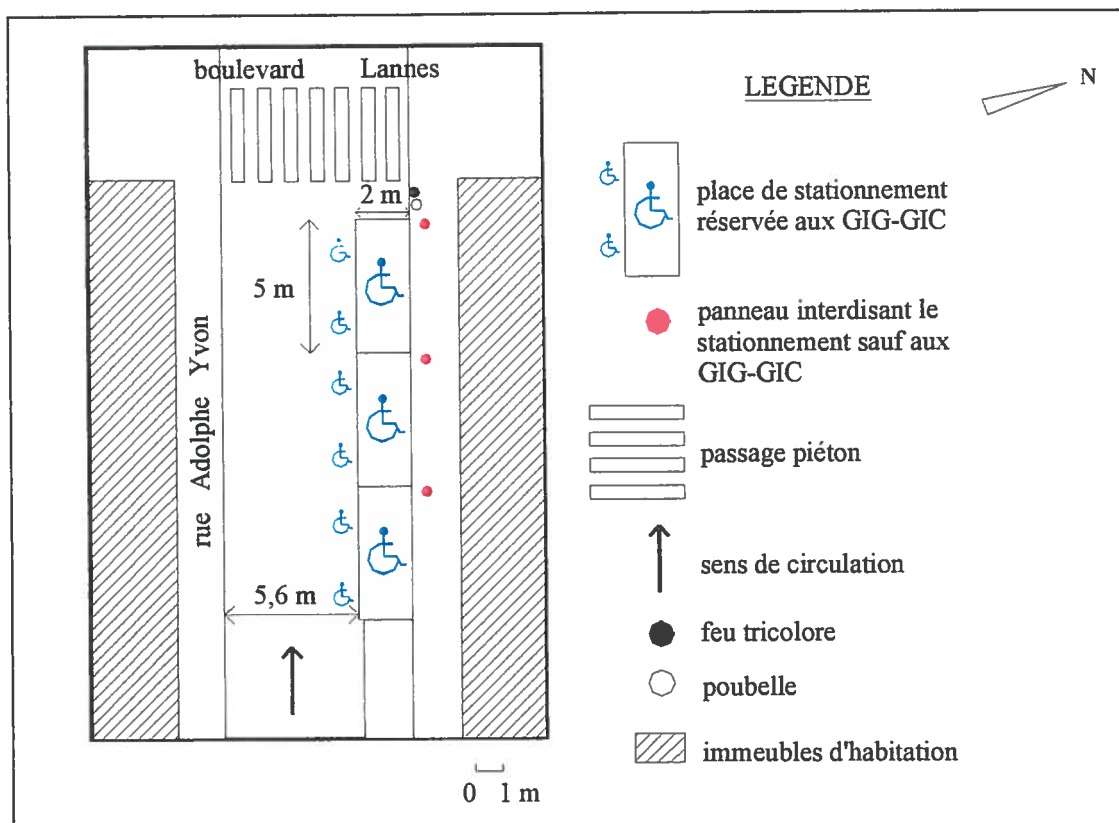 boulevard Lannes
2 m
5 m
rue Adolphe Yvon
5,6 m
0 1 m
LEGENDE
N
place de stationnement
réservée aux GIG-GIC
panneau interdisant le
stationnement sauf aux
GIG-GIC
passage piéton
sens de circulation
feu tricolore
poubelle
immeubles d'habitation